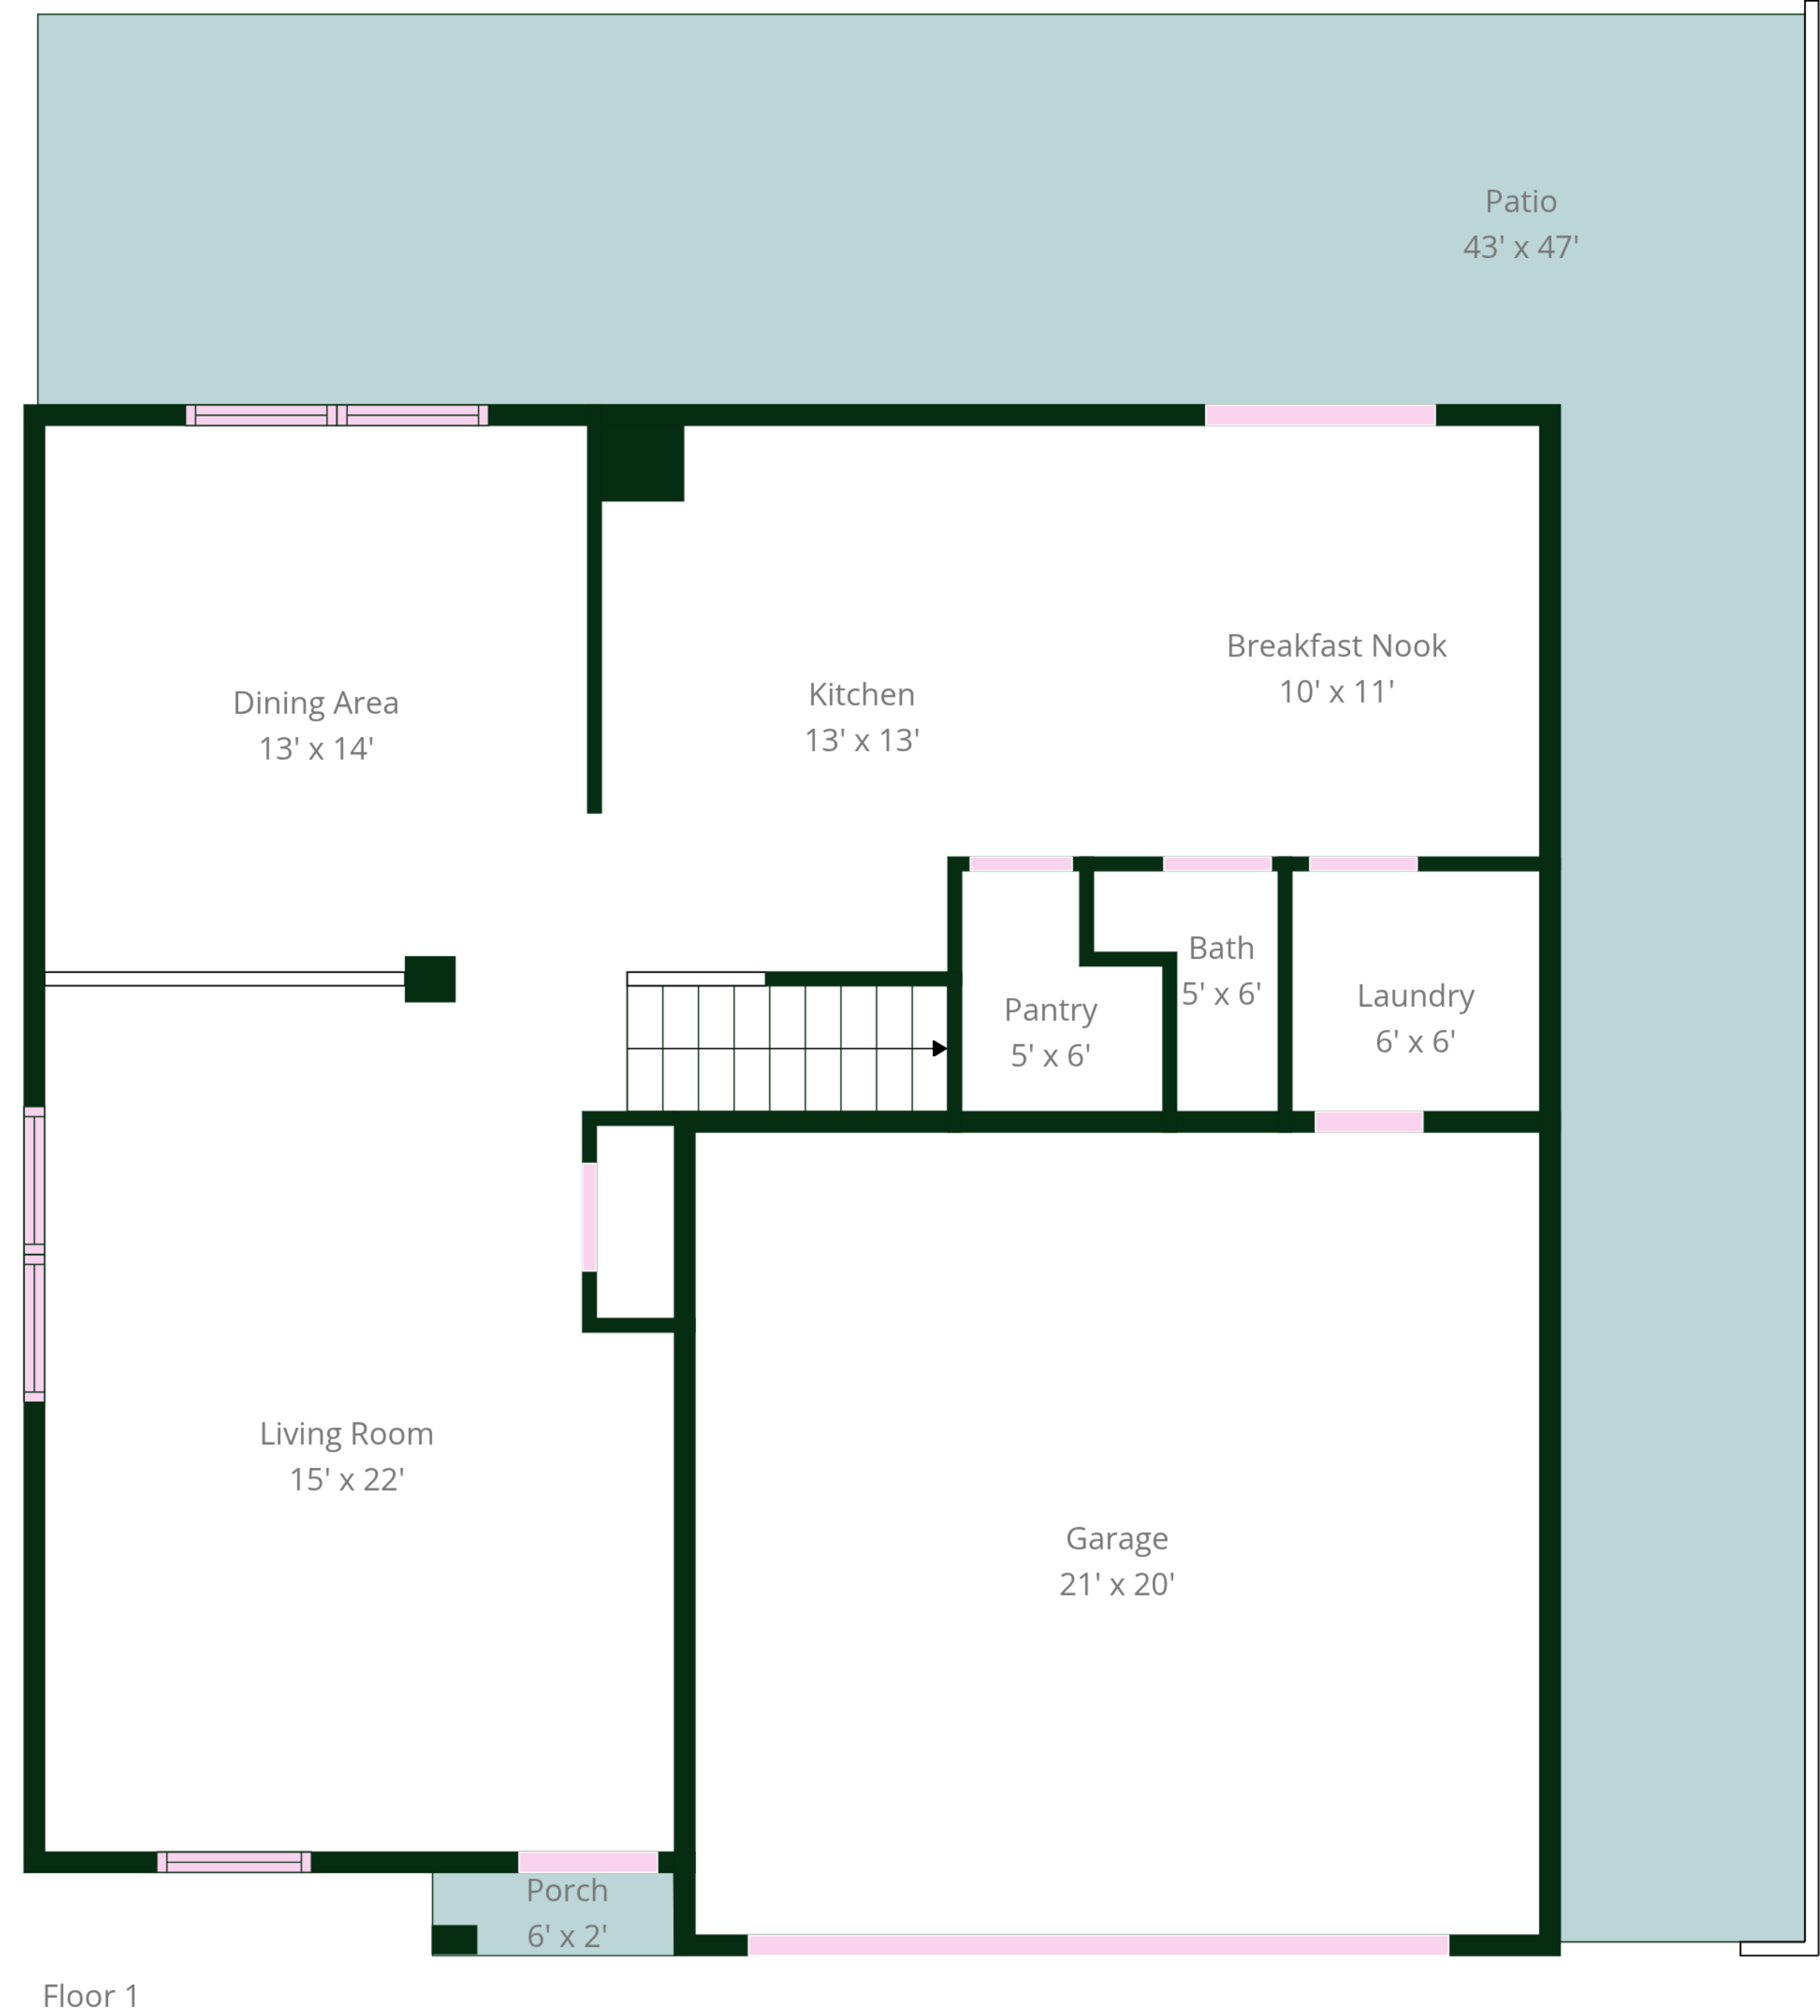 Patio
43' x 47'
Breakfast Nook
10' x 11'
Kitchen
13' x 13'
Dining Area
13' x 14'
Bath
5' x 6'
Laundry
6' x 6'
Pantry
5' x 6'
Living Room
15' x 22'
Garage
21' x 20'
Porch
6' x 2'
Floor 1